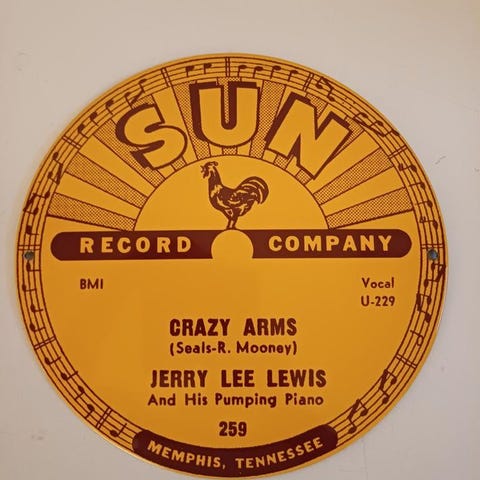 SUN
RECORD COMPANY
BMI
Vocal
U-229
CRAZY ARMS
(Seals-R. Mooney)
JERRY LEE LEWIS
And His Pumping Piano
259
MEMPHIS, TENNESSEE